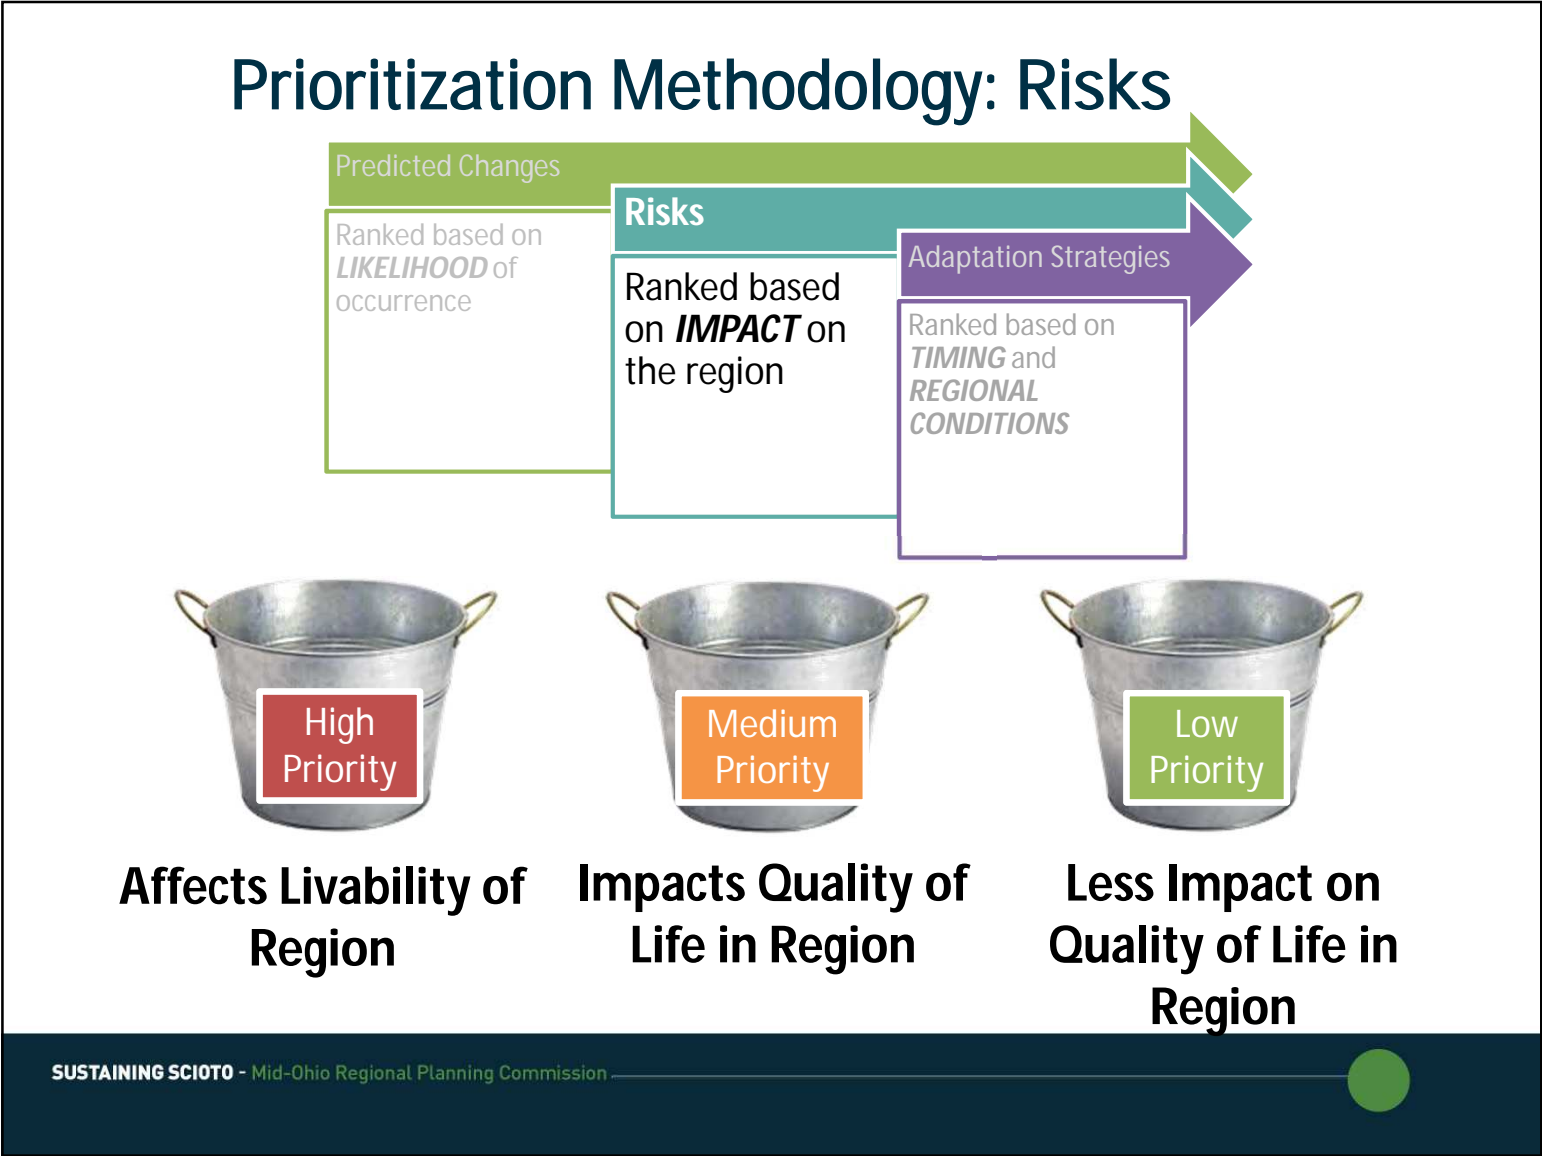 Prioritization Methodology: Risks
Predicted Changes
Ranked based on
LIKELIHOOD of
occurrence
Risks
Ranked based
on IMPACT on
the region
Adaptation Strategies
Ranked based on
TIMING and
REGIONAL
CONDITIONS
High
Priority
Medium
Priority
Low
Priority
Affects Livability of
Region
Impacts Quality of
Life in Region
Less Impact on
Quality of Life in
Region
SUSTAINING SCIOTO - Mid-Ohio Regional Planning Commission